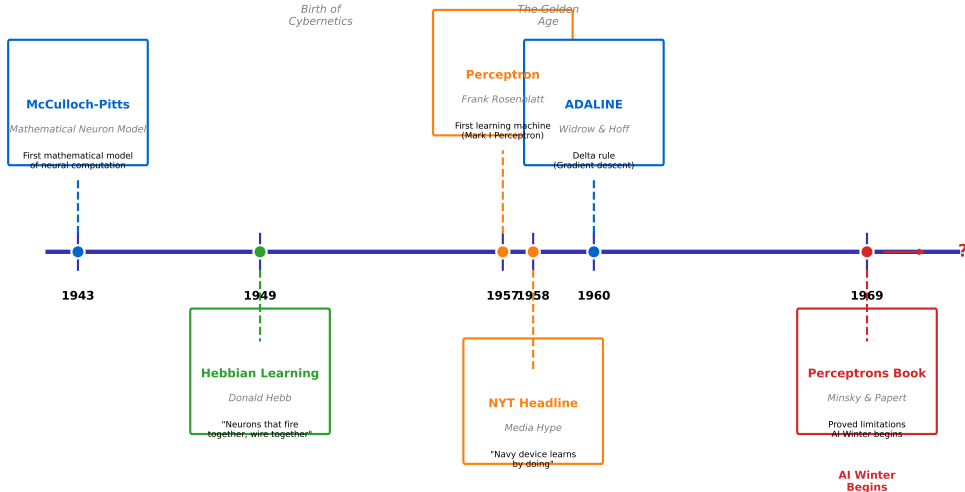 Birth of
Cybernetics
The Golden
Age
McCulloch-Pitts
Mathematical Neuron Model
First mathematical model
of neural computation
Perceptron
Frank Rosenblatt
First learning machine
(Mark I Perceptron)
ADALINE
Widrow & Hoff
Delta rule
(Gradient descent)
?
1943
1949
1957
1958
1960
1969
Hebbian Learning
Donald Hebb
"Neurons that fire
together, wire together"
NYT Headline
Media Hype
"Navy device learns
by doing"
Perceptrons Book
Minsky & Papert
Proved limitations
AI Winter begins
AI Winter
Begins